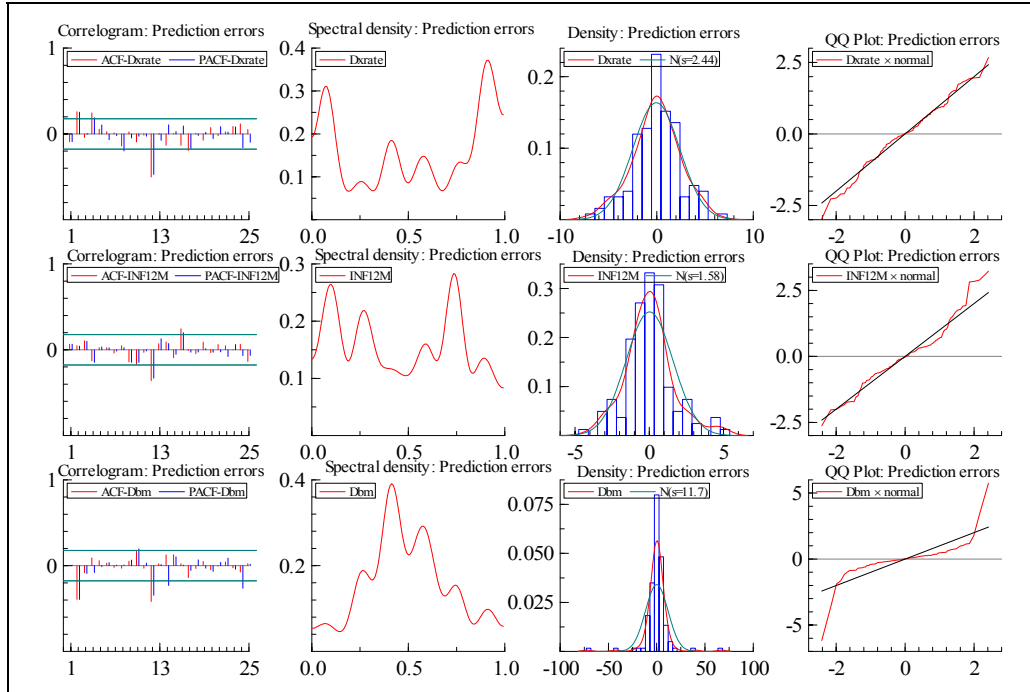 Correlogram: Prediction errors
ACF-Dxrate PACF-Dxrate
1
0
1 13 25
Spectral density: Prediction errors
Dxrate
0.4
0.3
0.2
0.1
0.0 0.5 1.0
Density: Prediction errors
Dxrate N(s=2.44)
0.2
0.1
-10 0 10
QQ Plot: Prediction errors
Dxrate × normal
2.5
0.0
-2.5
-2 0 2
Correlogram: Prediction errors
ACF-INF12M PACF-INF12M
1
0
1 13 25
Spectral density: Prediction errors
INF12M
0.3
0.2
0.1
0.0 0.5 1.0
Density: Prediction errors
INF12M N(s=1.58)
0.3
0.2
0.1
-5 0 5
QQ Plot: Prediction errors
INF12M × normal
2.5
0.0
-2.5
-2 0 2
Correlogram: Prediction errors
ACF-Dbm PACF-Dbm
1
0
1 13 25
Spectral density: Prediction errors
Dbm
0.4
0.2
0.0 0.5 1.0
Density: Prediction errors
Dbm N(s=11.7)
0.075
0.050
0.025
-100 -50 0 50 100
QQ Plot: Prediction errors
Dbm × normal
5
0
-5
-2 0 2